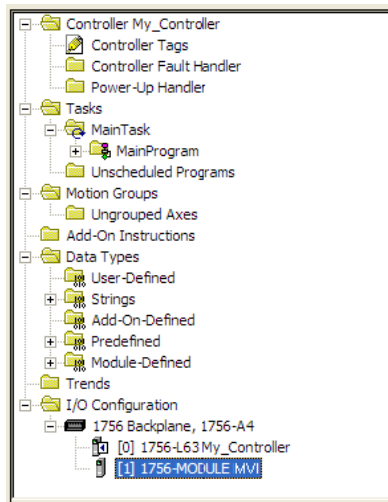 Controller My_Controller
Controller Tags
Controller Fault Handler
Power-Up Handler
Tasks
MainTask
MainProgram
Unscheduled Programs
Motion Groups
Ungrouped Axes
Add-On Instructions
Data Types
User-Defined
Strings
Add-On-Defined
Predefined
Module-Defined
Trends
I/O Configuration
1756 Backplane, 1756-A4
[0] 1756-L63 My_Controller
[1] 1756-MODULE MVI